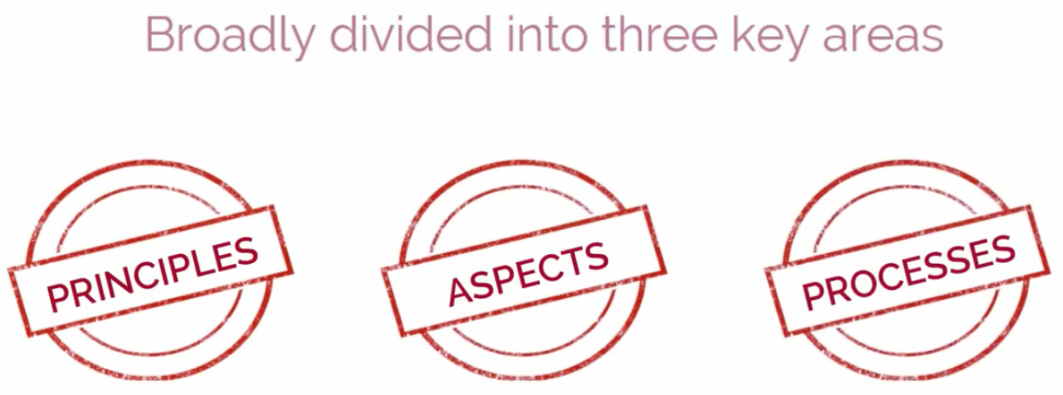 Broadly divided into three key areas
PRINCIPLES
ASPECTS
PROCESSES